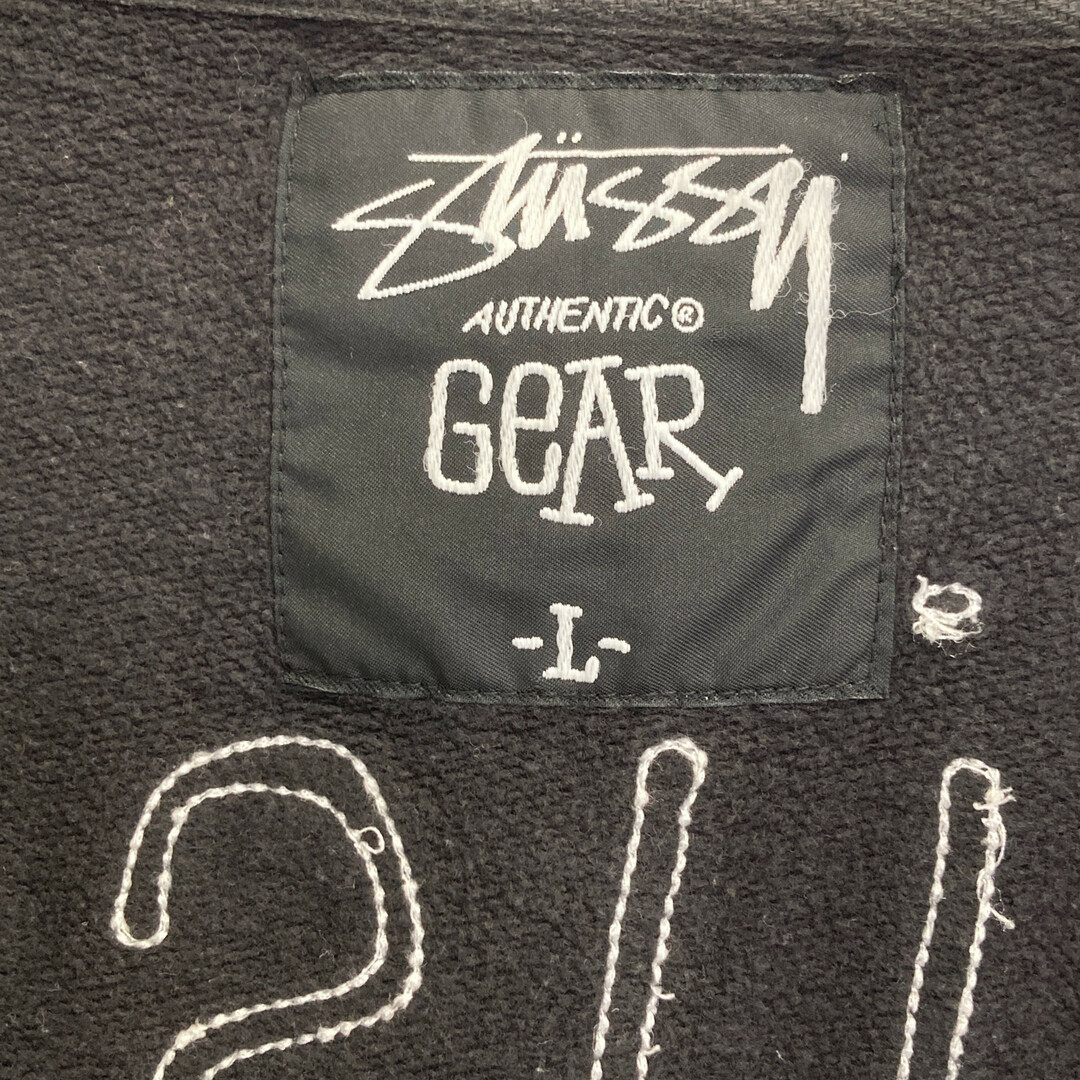 Stüssy
AUTHENTIC®
GeAR
-L-